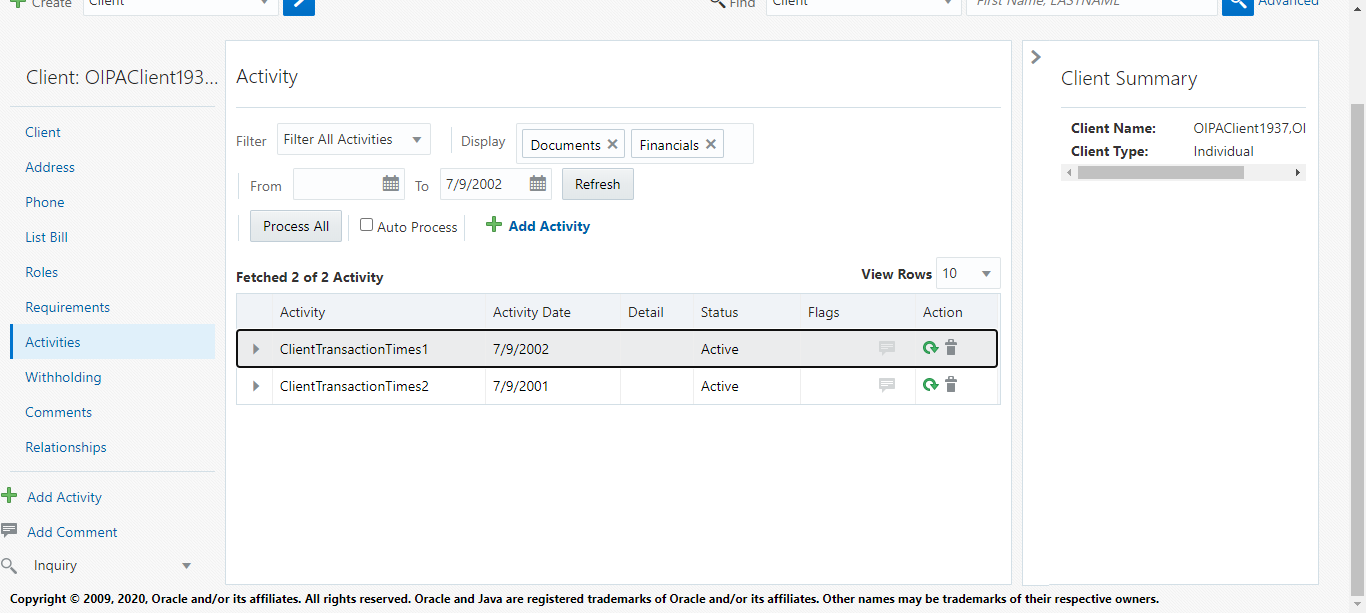 Create Client Find Client First Name, LASTNAME Advanced
Client: OIPAClient193...
Client
Address
Phone
List Bill
Roles
Requirements
Activities
Withholding
Comments
Relationships
Add Activity
Add Comment
Inquiry
Activity
Filter Filter All Activities Display Documents Financials
From To 7/9/2002 Refresh
Process All Auto Process Add Activity
Fetched 2 of 2 Activity View Rows 10
Activity Activity Date Detail Status Flags Action
ClientTransactionTimes1 7/9/2002 Active
ClientTransactionTimes2 7/9/2001 Active
Client Summary
Client Name: OIPAClient1937,OI
Client Type: Individual
Copyright © 2009, 2020, Oracle and/or its affiliates. All rights reserved. Oracle and Java are registered trademarks of Oracle and/or its affiliates. Other names may be trademarks of their respective owners.